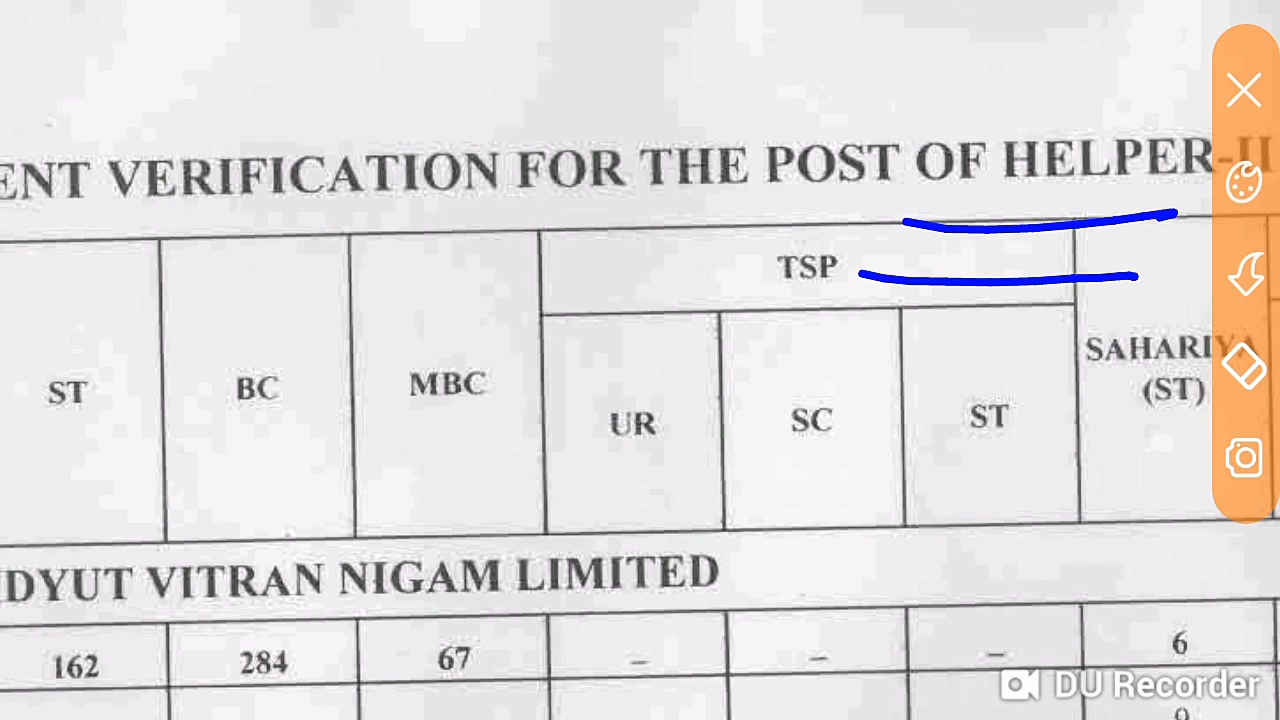 ENT VERIFICATION FOR THE POST OF HELPER-II
TSP
ST BC MBC UR SC ST SAHARIYA
(ST)
DYUT VITRAN NIGAM LIMITED
162 284 67 – – – 6
DU Recorder